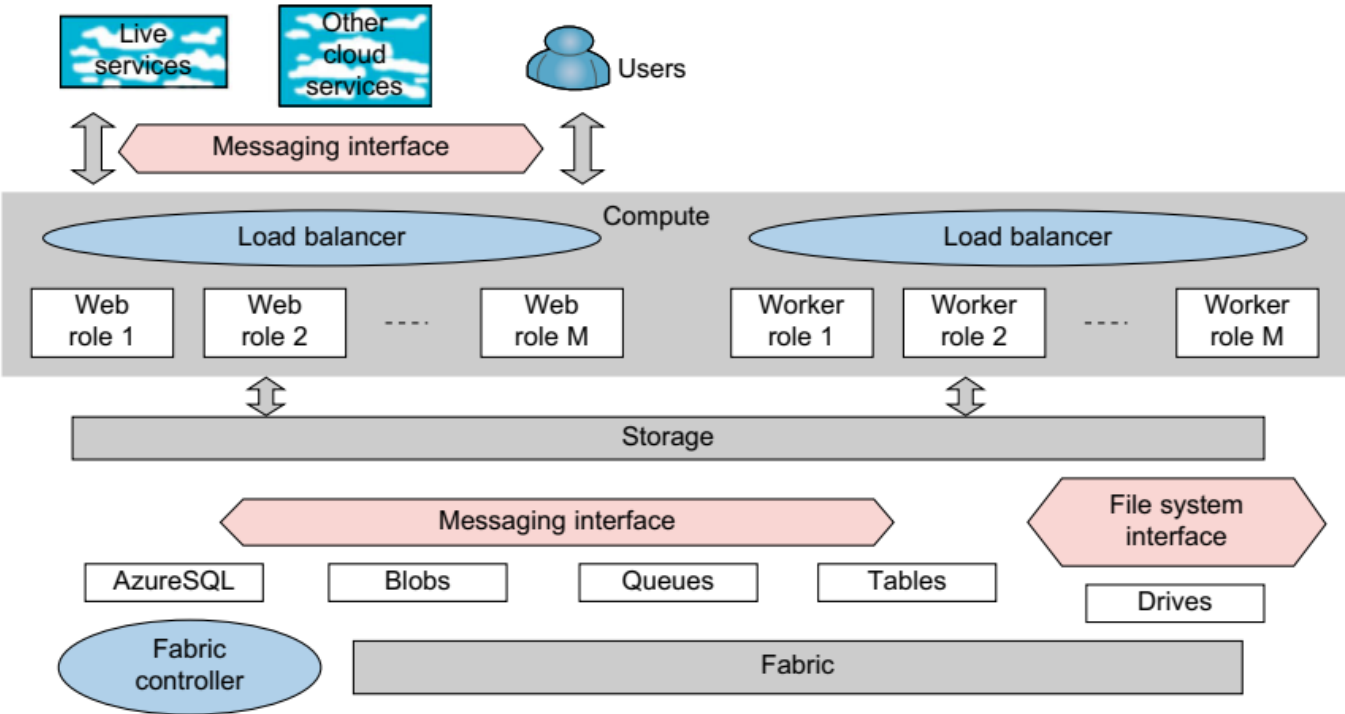 Live
services
Other
cloud
services
Users
Messaging interface
Compute
Load balancer
Load balancer
Web
role 1
Web
role 2
Web
role M
Worker
role 1
Worker
role 2
Worker
role M
Storage
Messaging interface
File system
interface
AzureSQL
Blobs
Queues
Tables
Drives
Fabric
controller
Fabric